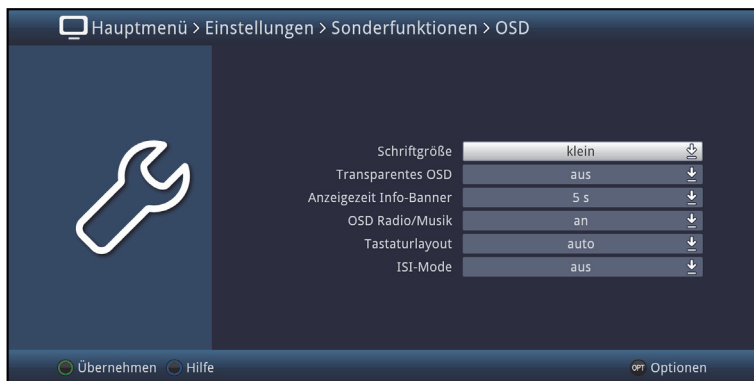 Hauptmenü > Einstellungen > Sonderfunktionen > OSD
Schriftgröße klein
Transparentes OSD aus
Anzeigezeit Info-Banner 5 s
OSD Radio/Musik an
Tastaturlayout auto
ISI-Mode aus
Übernehmen Hilfe OPT Optionen